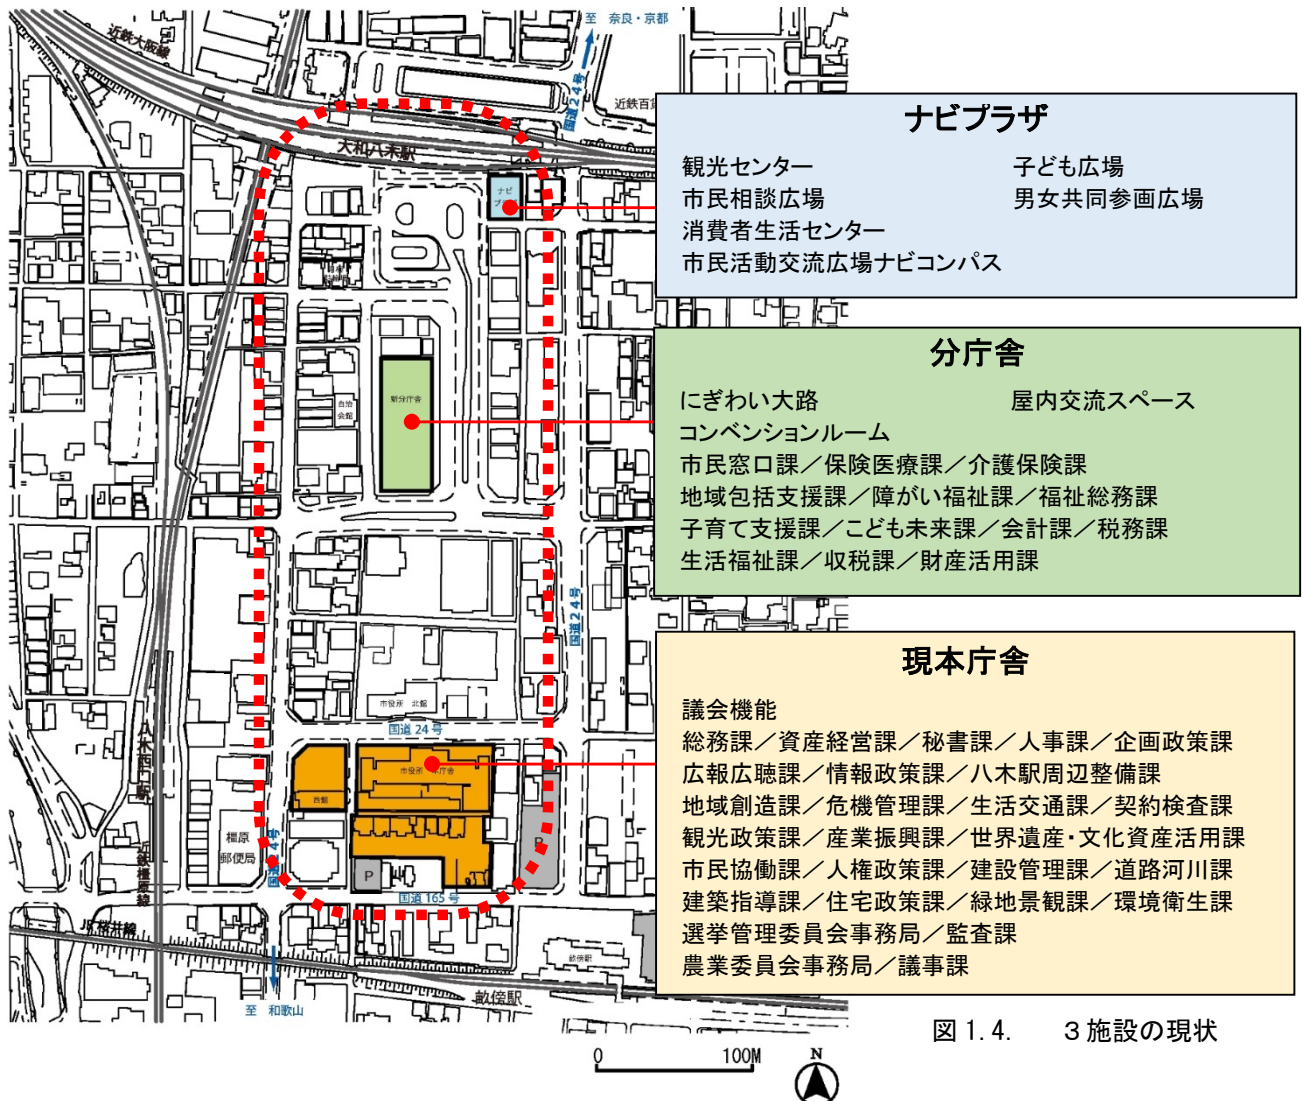 至 奈良・京都
近鉄大阪線
国道24号
近鉄百
大和八木駅
ナビ
ナビプラザ
観光センター 子ども広場
市民相談広場 男女共同参画広場
消費者生活センター
市民活動交流広場ナビコンパス
分庁舎
にぎわい大路 屋内交流スペース
コンベンションルーム
市民窓口課／保険医療課／介護保険課
地域包括支援課／障がい福祉課／福祉総務課
子育て支援課／こども未来課／会計課／税務課
生活福祉課／収税課／財産活用課
新分庁舎
自治
会館
国道24号
現本庁舎
議会機能
総務課／資産経営課／秘書課／人事課／企画政策課
広報広聴課／情報政策課／八木駅周辺整備課
地域創造課／危機管理課／生活交通課／契約検査課
観光政策課／産業振興課／世界遺産・文化資産活用課
市民協働課／人権政策課／建設管理課／道路河川課
建築指導課／住宅政策課／緑地景観課／環境衛生課
選挙管理委員会事務局／監査課
農業委員会事務局／議事課
市役所 北館
国道 24 号
市役所 本庁舎
西館
八木西口駅
橿原
郵便局
近鉄橿原線
国道24号
P
P
国道 165 号
JR桜井線
畝傍駅
畝傍駅
至 和歌山
図 1.4. 3施設の現状
0 100M
N